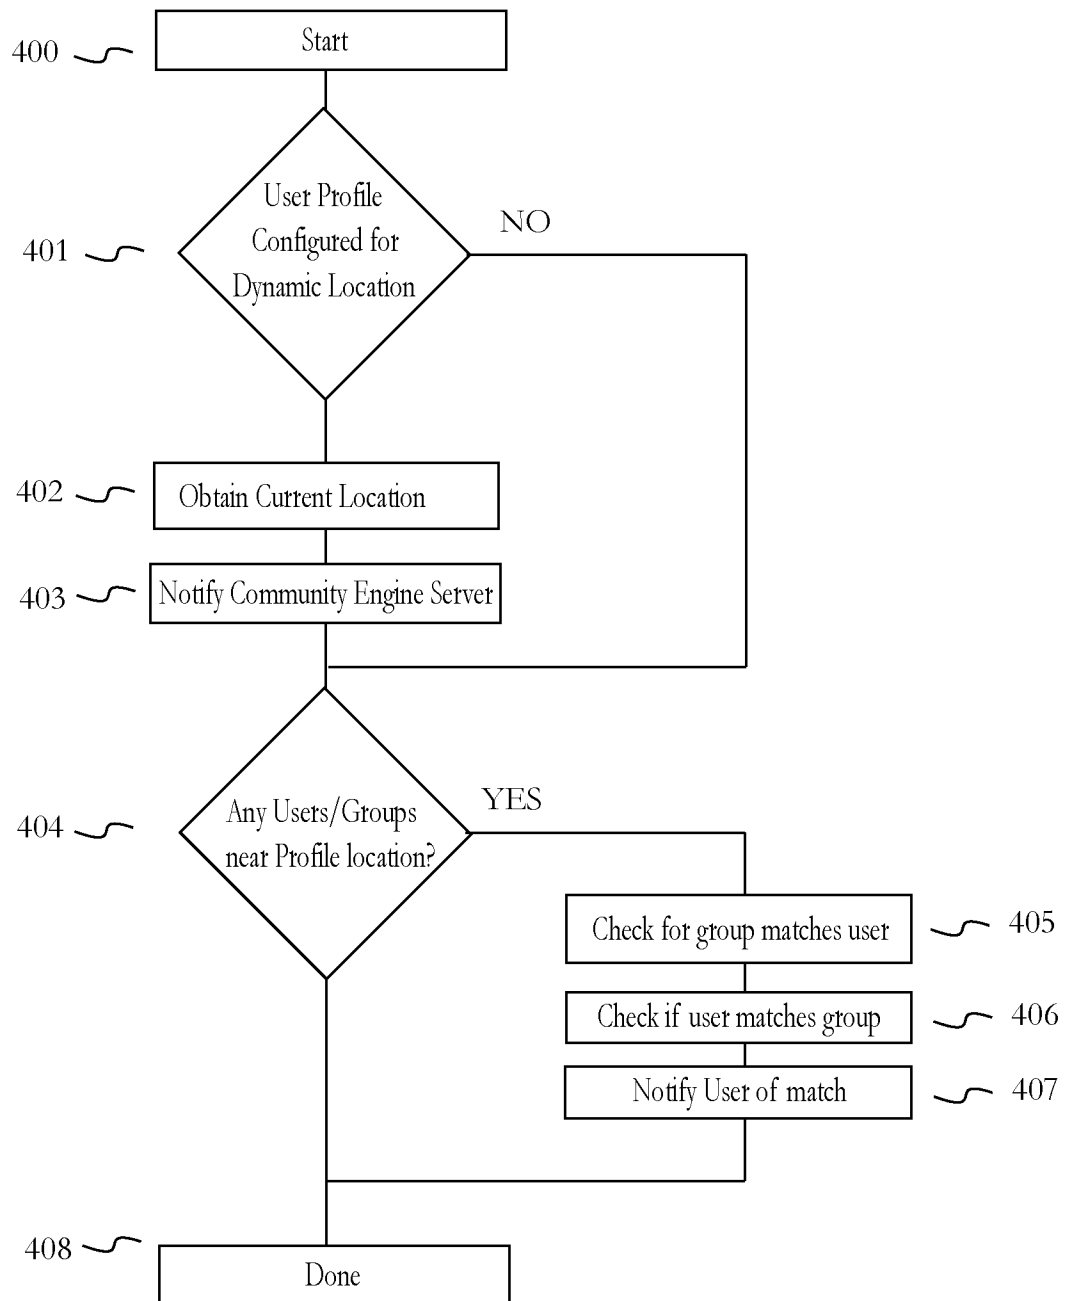 400
Start
401
User Profile
Configured for
Dynamic Location
NO
402
Obtain Current Location
403
Notify Community Engine Server
404
Any Users/Groups
near Profile location?
YES
Check for group matches user
405
Check if user matches group
406
Notify User of match
407
408
Done